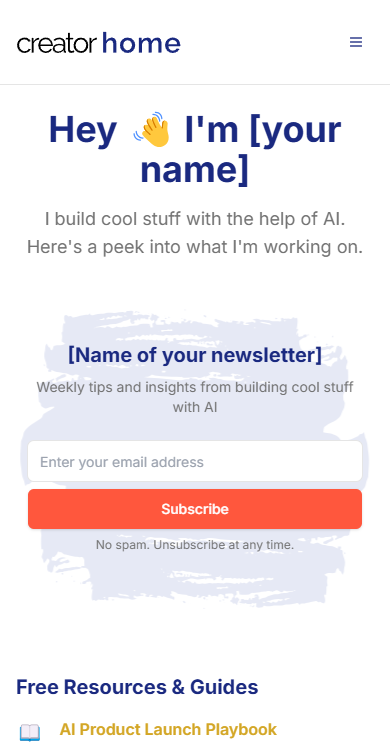 creator home
Hey 👋 I'm [your
name]
I build cool stuff with the help of AI.
Here's a peek into what I'm working on.
[Name of your newsletter]
Weekly tips and insights from building cool stuff
with AI
Enter your email address
Subscribe
No spam. Unsubscribe at any time.
Free Resources & Guides
📖 AI Product Launch Playbook